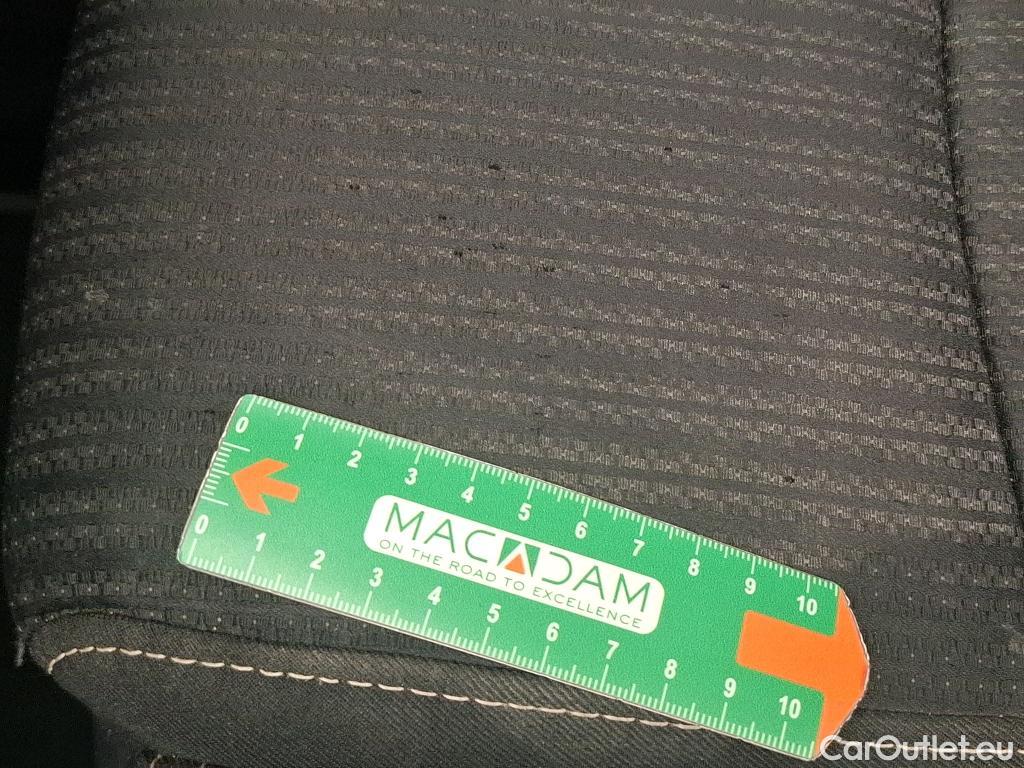 0 1 2 3 4 5 6 7 8 9 10
MACADAM
ON THE ROAD TO EXCELLENCE
0 1 2 3 4 5 6 7 8 9 10
CarOutlet.eu